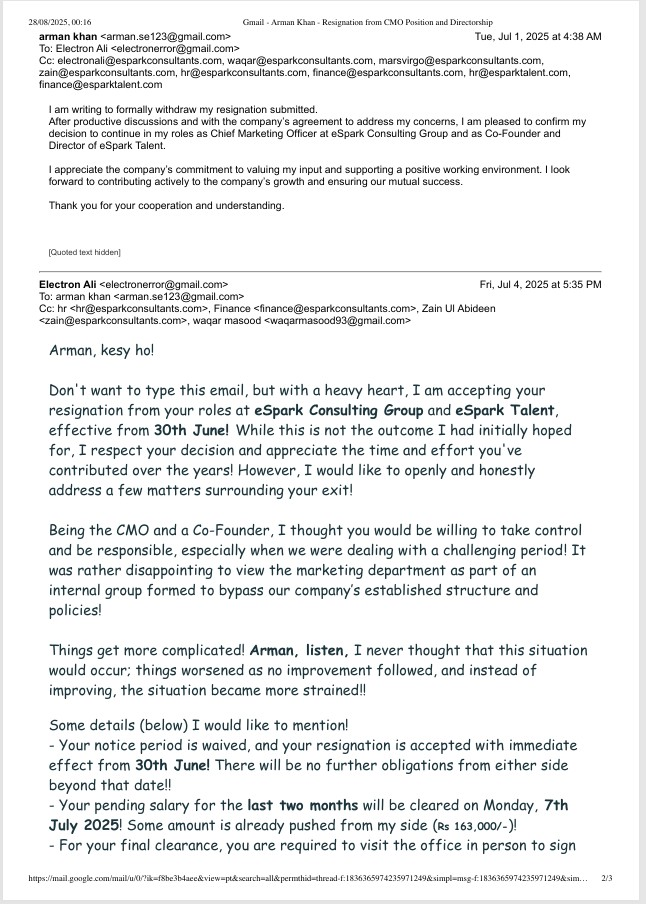 28/08/2025, 00:16 Gmail - Arman Khan - Resignation from CMO Position and Directorship
arman khan <arman.se123@gmail.com> Tue, Jul 1, 2025 at 4:38 AM
To: Electron Ali <electronerror@gmail.com>
Cc: electronali@esparkconsultants.com, waqar@esparkconsultants.com, marsvirgo@esparkconsultants.com,
zain@esparkconsultants.com, hr@esparkconsultants.com, finance@esparkconsultants.com, hr@esparktalent.com,
finance@esparktalent.com
I am writing to formally withdraw my resignation submitted.
After productive discussions and with the company's agreement to address my concerns, I am pleased to confirm my
decision to continue in my roles as Chief Marketing Officer at eSpark Consulting Group and as Co-Founder and
Director of eSpark Talent.
I appreciate the company's commitment to valuing my input and supporting a positive working environment. I look
forward to contributing actively to the company's growth and ensuring our mutual success.
Thank you for your cooperation and understanding.
[Quoted text hidden]
Electron Ali <electronerror@gmail.com> Fri, Jul 4, 2025 at 5:35 PM
To: arman khan <arman.se123@gmail.com>
Cc: hr <hr@esparkconsultants.com>, Finance <finance@esparkconsultants.com>, Zain Ul Abideen
<zain@esparkconsultants.com>, waqar masood <waqarmasood93@gmail.com>
Arman, kesy ho!
Don't want to type this email, but with a heavy heart, I am accepting your
resignation from your roles at eSpark Consulting Group and eSpark Talent,
effective from 30th June! While this is not the outcome I had initially hoped
for, I respect your decision and appreciate the time and effort you've
contributed over the years! However, I would like to openly and honestly
address a few matters surrounding your exit!
Being the CMO and a Co-Founder, I thought you would be willing to take control
and be responsible, especially when we were dealing with a challenging period! It
was rather disappointing to view the marketing department as part of an
internal group formed to bypass our company's established structure and
policies!
Things get more complicated! Arman, listen, I never thought that this situation
would occur; things worsened as no improvement followed, and instead of
improving, the situation became more strained!!
Some details (below) I would like to mention!
- Your notice period is waived, and your resignation is accepted with immediate
effect from 30th June! There will be no further obligations from either side
beyond that date!!
- Your pending salary for the last two months will be cleared on Monday, 7th
July 2025! Some amount is already pushed from my side (Rs 163,000/-)!
- For your final clearance, you are required to visit the office in person to sign
https://mail.google.com/mail/u/0/?ik=f8be3b4aee&view=pt&search=all&permthid=thread-f:1836365974235971249&simpl=msg-f:1836365974235971249&sim… 2/3